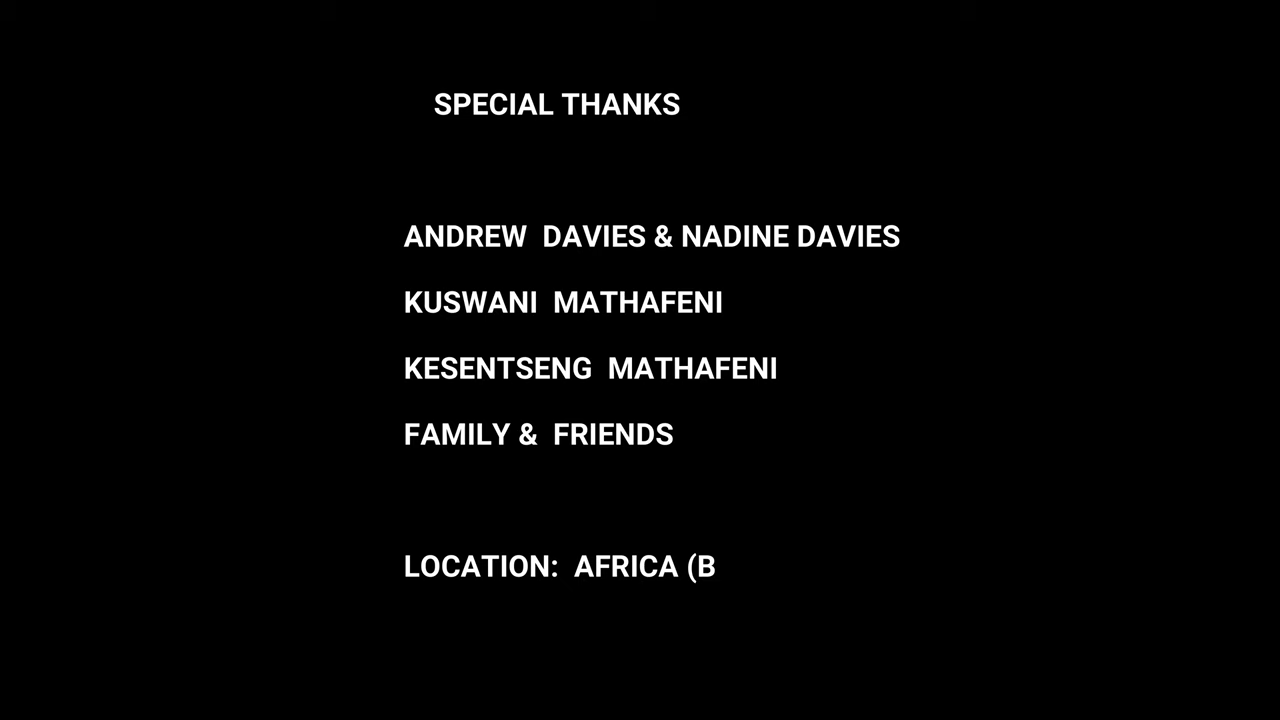 SPECIAL THANKS
ANDREW  DAVIES & NADINE DAVIES
KUSWANI  MATHAFENI
KESENTSENG  MATHAFENI
FAMILY &  FRIENDS
LOCATION:  AFRICA (B